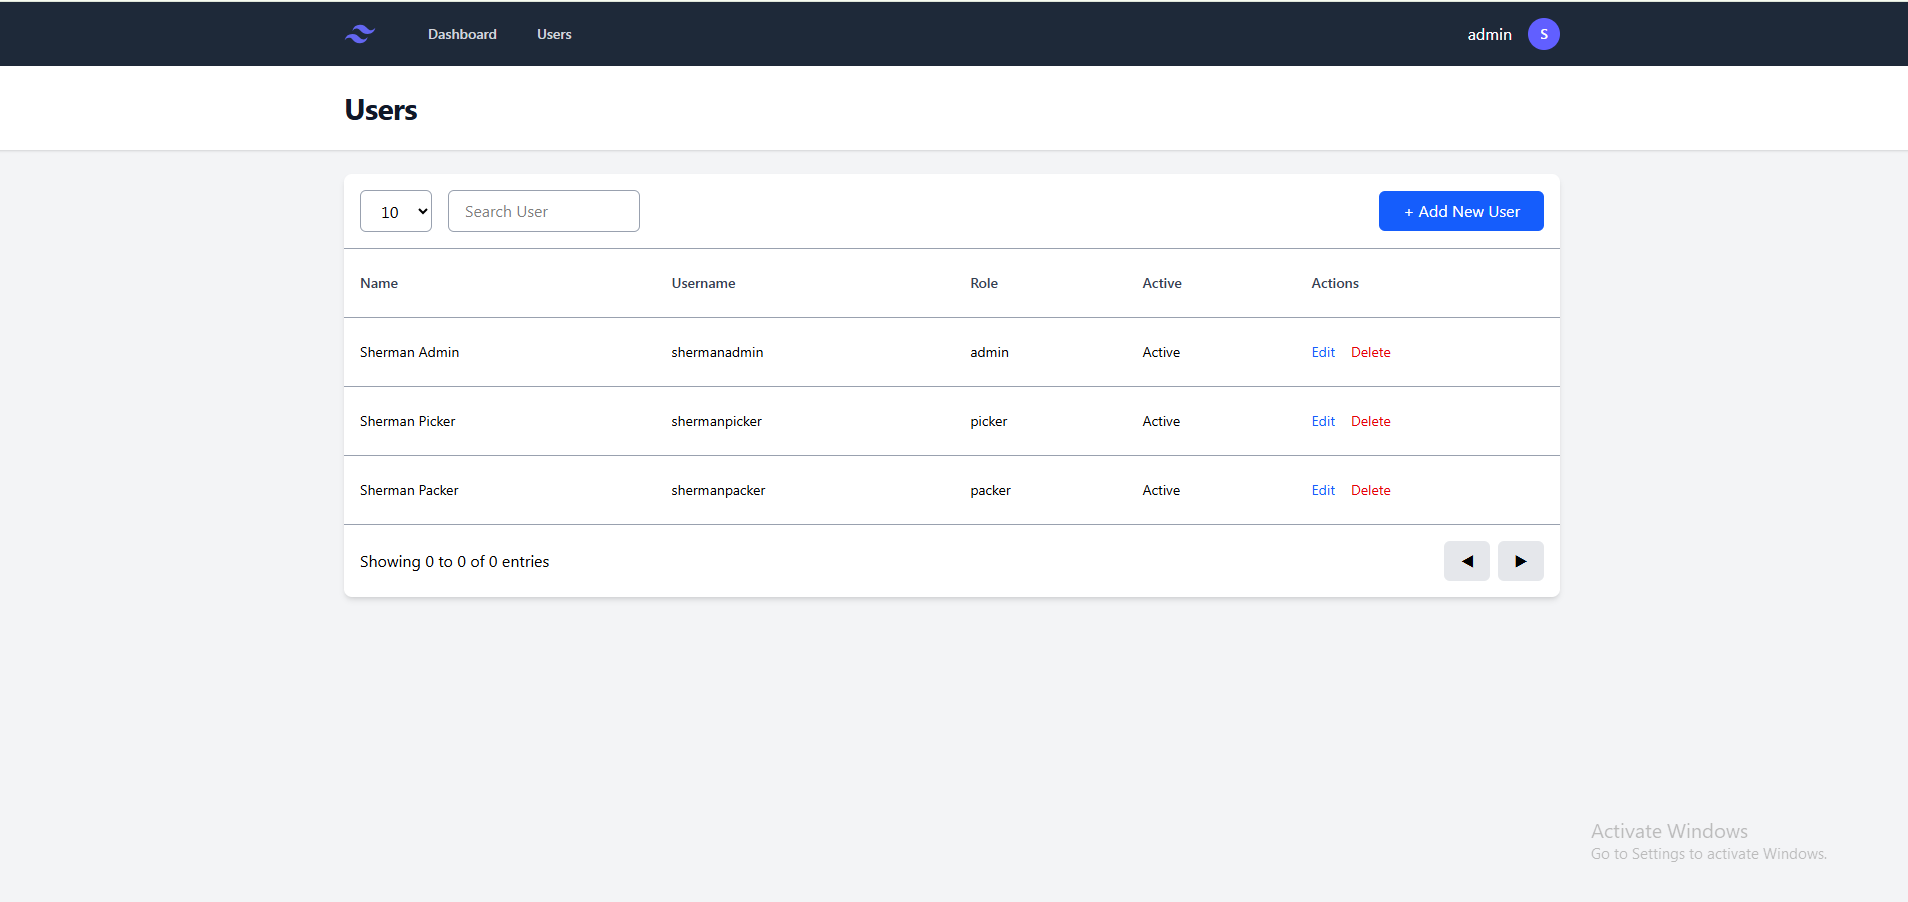 Dashboard Users admin S
Users
10 Search User + Add New User
Name Username Role Active Actions
Sherman Admin shermanadmin admin Active Edit Delete
Sherman Picker shermanpicker picker Active Edit Delete
Sherman Packer shermanpacker packer Active Edit Delete
Showing 0 to 0 of 0 entries
Activate Windows
Go to Settings to activate Windows.